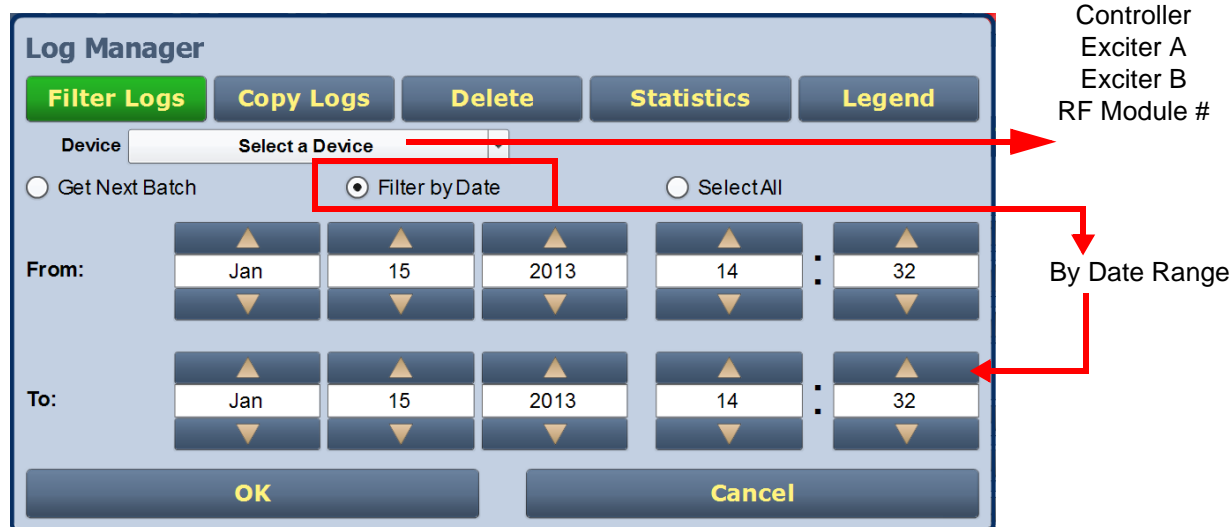 Controller
Exciter A
Exciter B
RF Module #
Log Manager
Filter Logs Copy Logs Delete Statistics Legend
Device Select a Device
Get Next Batch Filter by Date Select All
From: Jan 15 2013 14 : 32
By Date Range
To: Jan 15 2013 14 : 32
OK Cancel